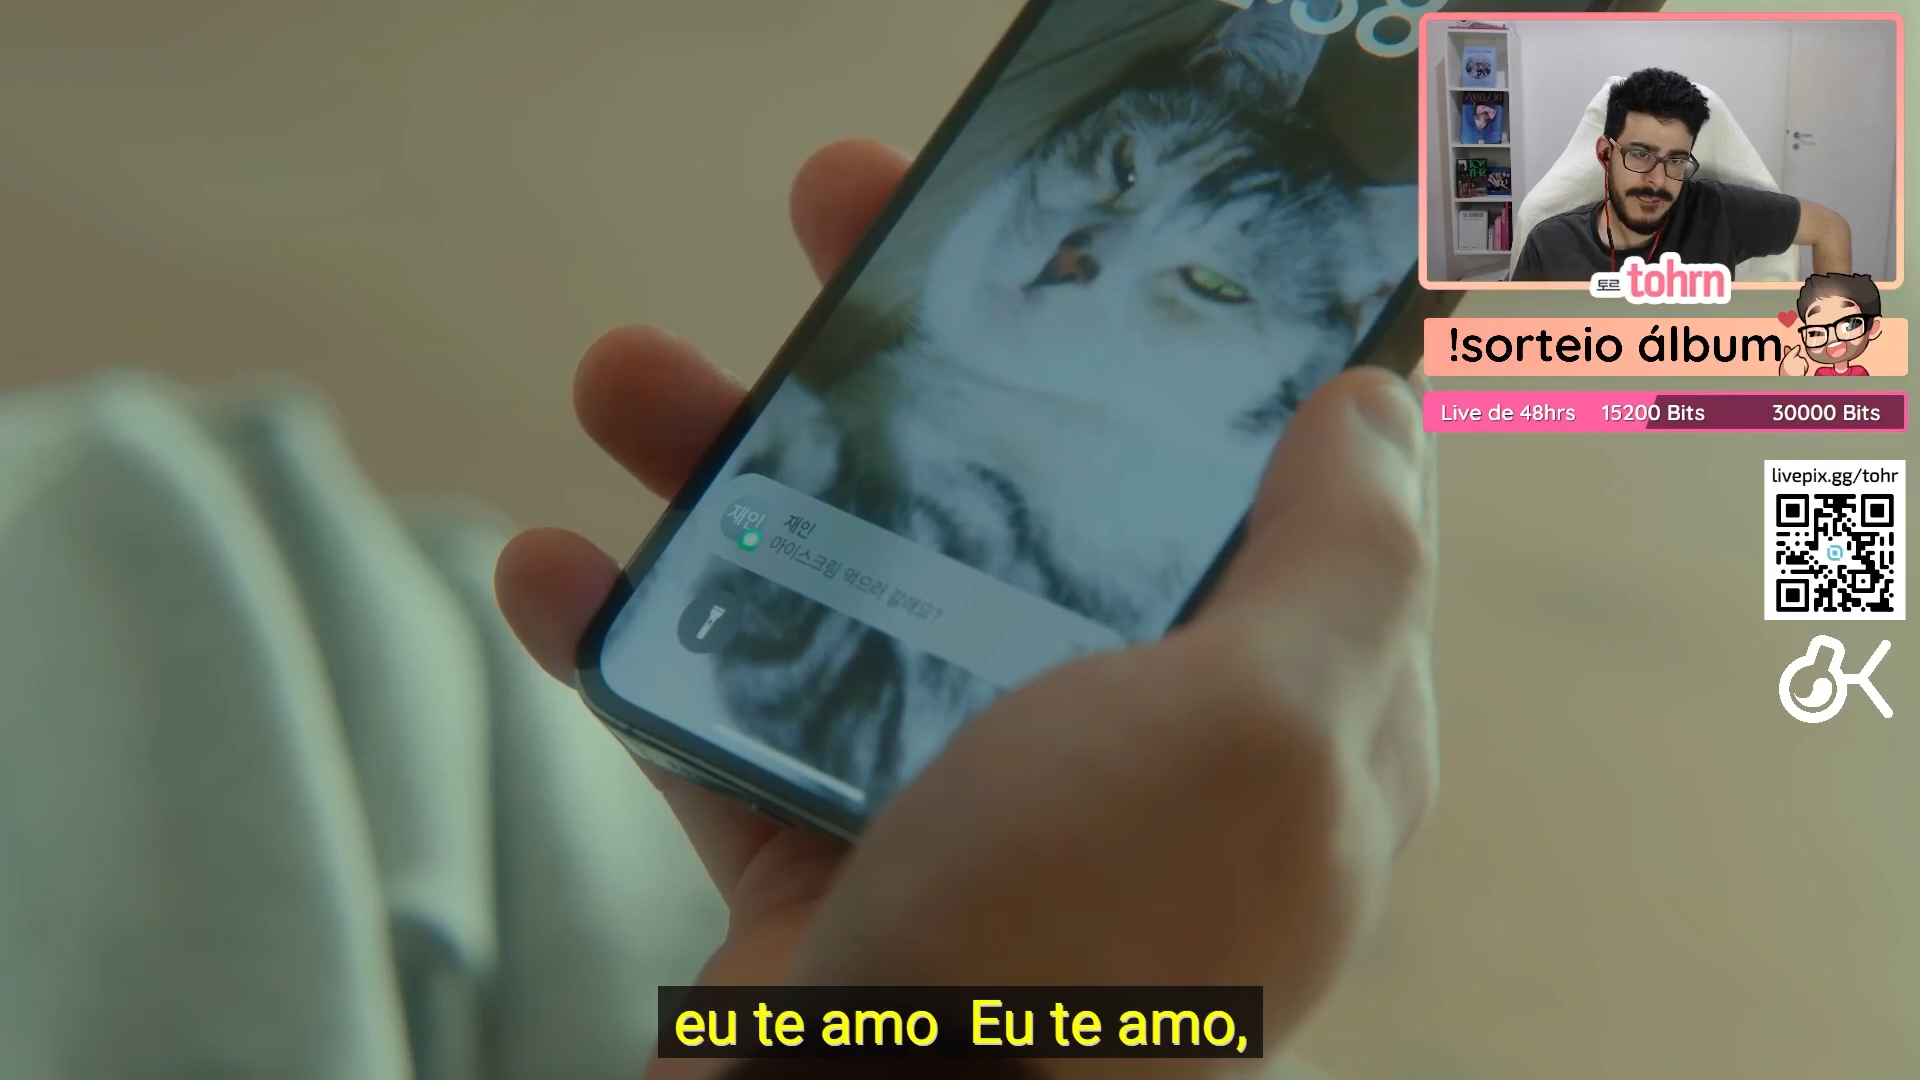 :38
토르 tohrn
!sorteio álbum
Live de 48hrs 15200 Bits 30000 Bits
livepix.gg/tohr
재인
재인
아이스크림 먹으러 갈래요?
eu te amo Eu te amo,